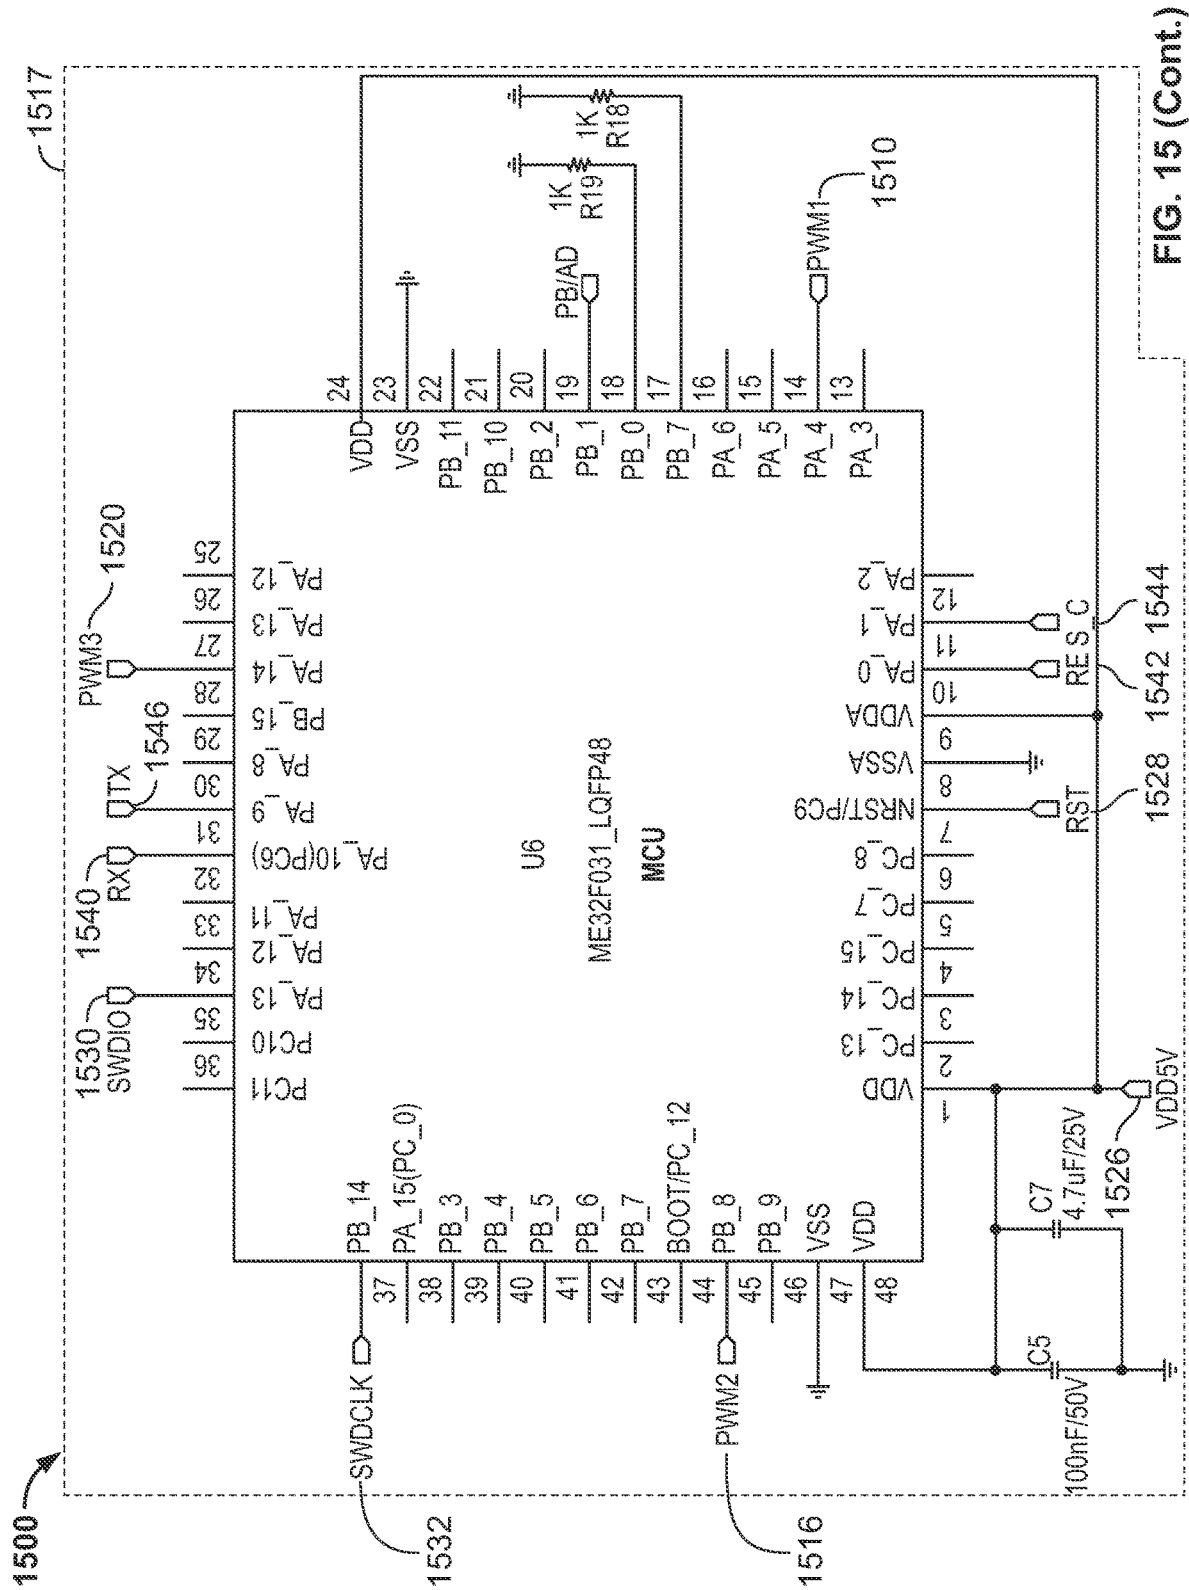 1500
1517
1532
SWDCLK
1516
PWM2
1530
SWDIO
1540
RX
TX
1546
PWM3
1520
36
35
34
33
32
31
30
29
28
27
26
25
PC11
PC10
PA_13
PA_12
PA_11
PA_10(PC6)
PA_9
PA_8
PB_15
PA_14
PA_13
PA_12
37
38
39
40
41
42
43
44
45
46
47
48
PB_14
PA_15(PC_0)
PB_3
PB_4
PB_5
PB_6
PB_7
BOOT/PC_12
PB_8
PB_9
VSS
VDD
U6
ME32F031_LQFP48
MCU
VDD
VSS
PB_11
PB_10
PB_2
PB_1
PB_0
PB_7
PA_6
PA_5
PA_4
PA_3
24
23
22
21
20
19
18
17
16
15
14
13
PB/AD
1K
R19
1K
R18
PWM1
1510
VDD
PC_13
PC_14
PC_15
PC_7
PC_8
NRST/PC9
VSSA
VDDA
PA_0
PA_1
PA_2
1
2
3
4
5
6
7
8
9
10
11
12
100nF/50V
C5
C7
4.7uF/25V
1526
VDD5V
RST
1528
RE S C
1542
1544
FIG. 15 (Cont.)